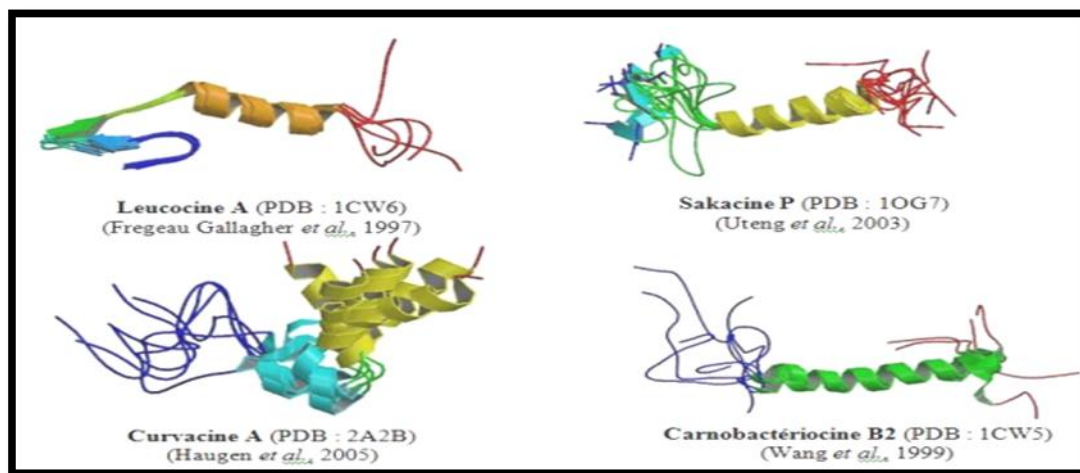 Leucocine A (PDB : 1CW6)
(Fregeau Gallagher et al., 1997)
Sakacine P (PDB : 1OG7)
(Uteng et al., 2003)
Curvacine A (PDB : 2A2B)
(Haugen et al., 2005)
Carnobactériocine B2 (PDB : 1CW5)
(Wang et al., 1999)